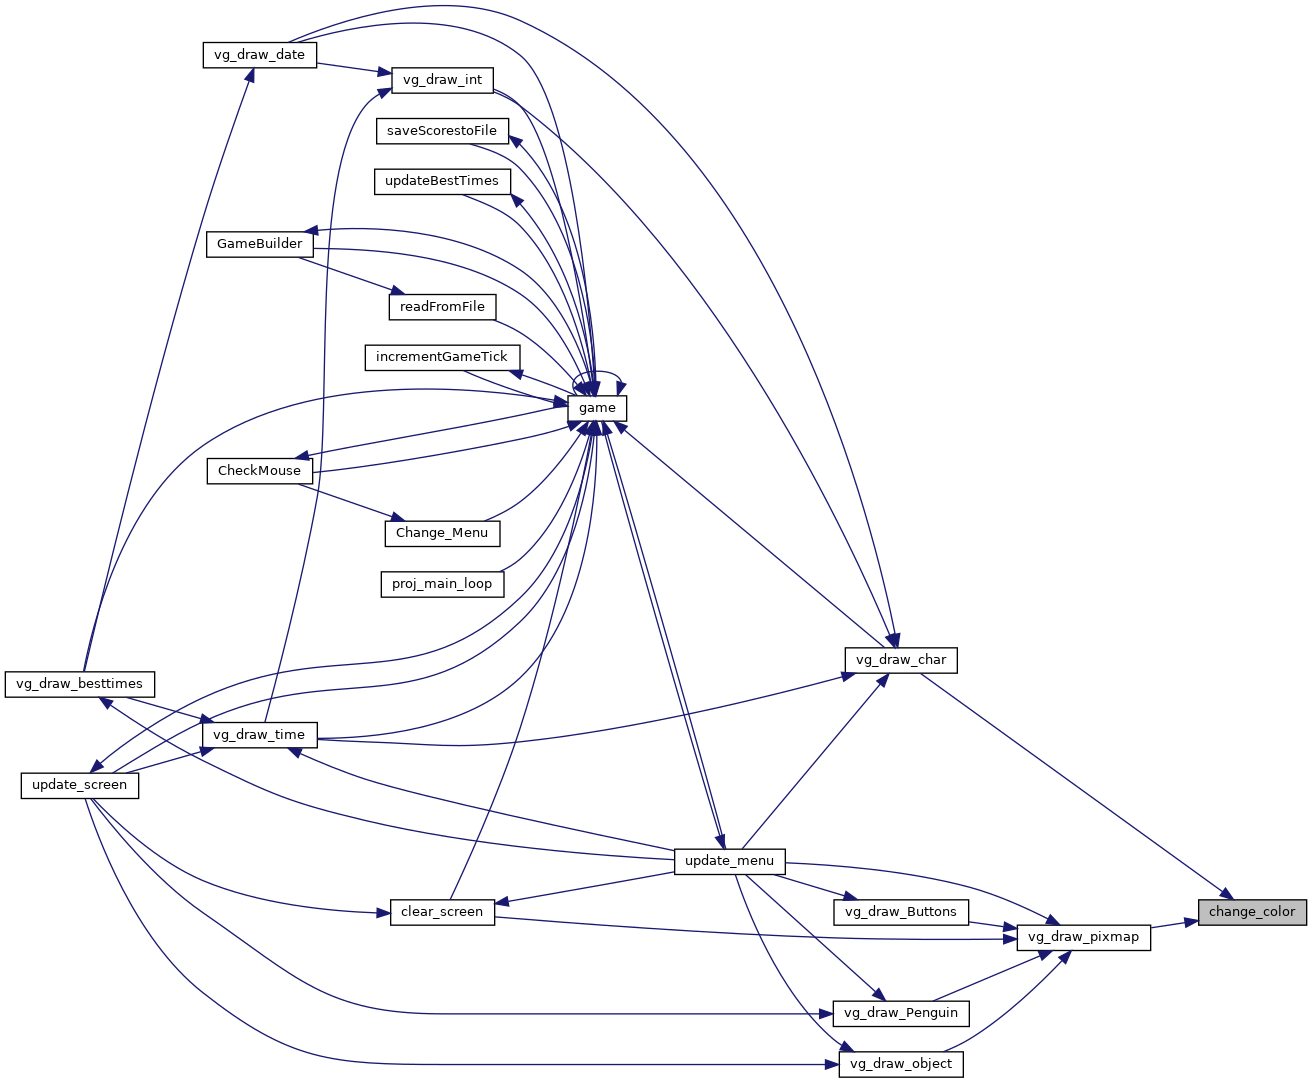 vg_draw_date
vg_draw_int
saveScorestoFile
updateBestTimes
GameBuilder
readFromFile
incrementGameTick
game
CheckMouse
Change_Menu
proj_main_loop
vg_draw_char
vg_draw_besttimes
vg_draw_time
update_screen
update_menu
clear_screen
vg_draw_Buttons
change_color
vg_draw_pixmap
vg_draw_Penguin
vg_draw_object